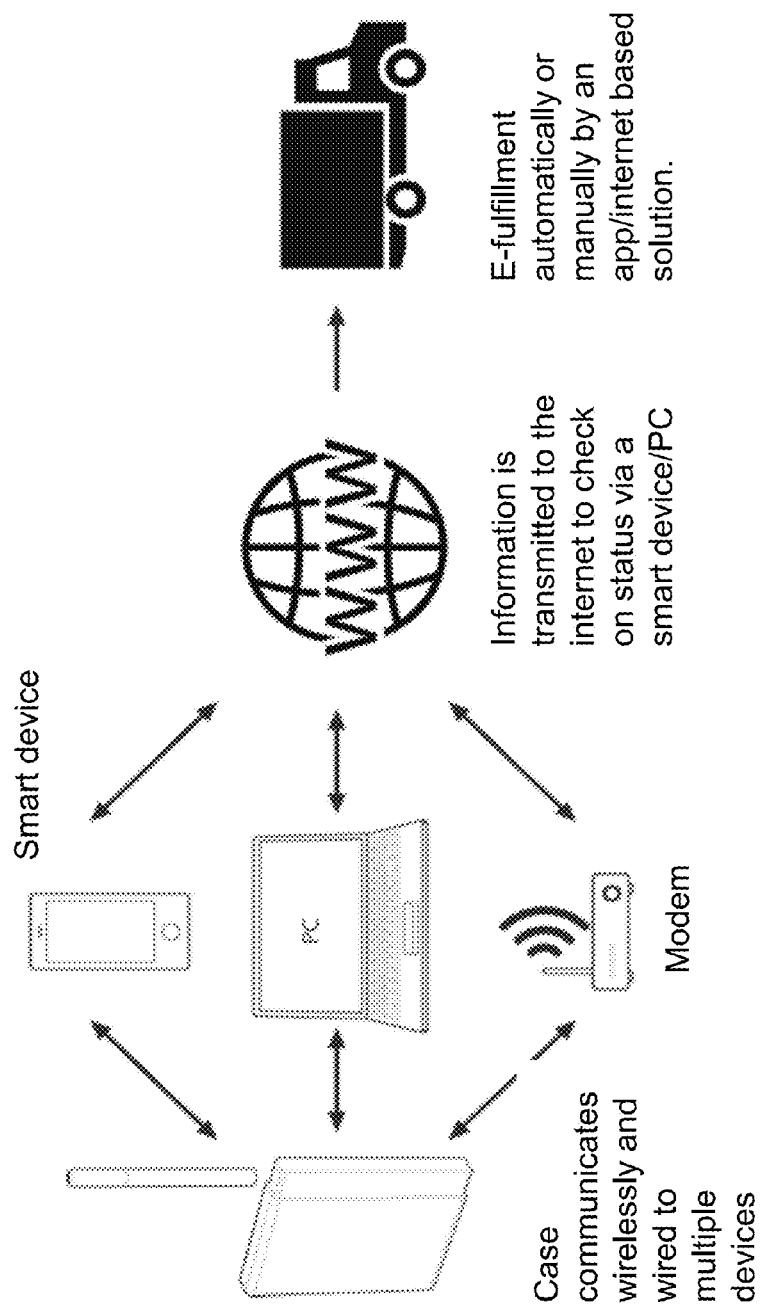 Smart device
PC
Modem
Case
communicates
wirelessly and
wired to
multiple
devices
Information is
transmitted to the
internet to check
on status via a
smart device/PC
E-fulfillment
automatically or
manually by an
app/internet based
solution.